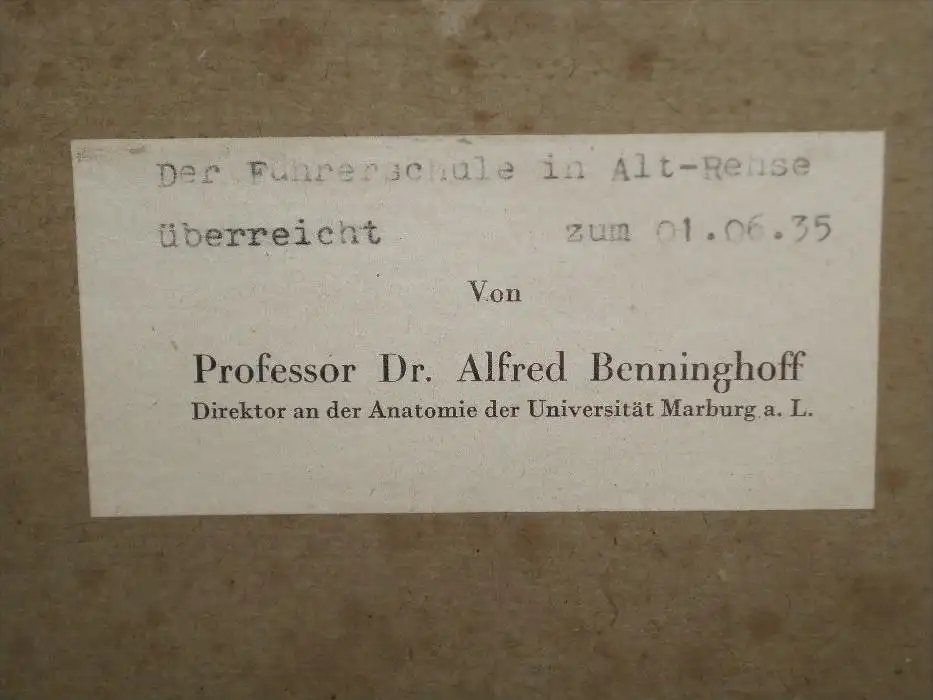 Der Führerschule in Alt-Rehse
überreicht zum 01.06.35
Von
Professor Dr. Alfred Benninghoff
Direktor an der Anatomie der Universität Marburg a. L.